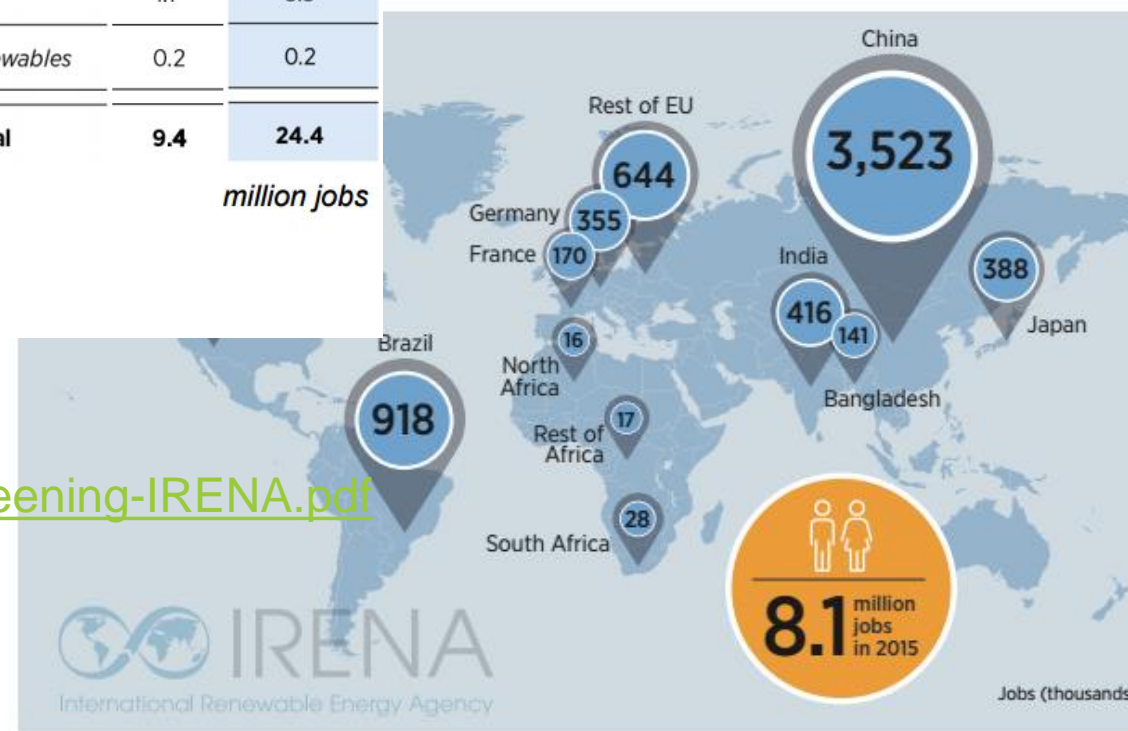 ewables 0.2 0.2
al 9.4 24.4
million jobs
China
3,523
Rest of EU
644
Germany 355
France 170
India
416
141
Bangladesh
388
Japan
16
North
Africa
Brazil
918
17
Rest of
Africa
28
South Africa
eening-IRENA.pdf
8.1 million
jobs
in 2015
IRENA
International Renewable Energy Agency
Jobs (thousands